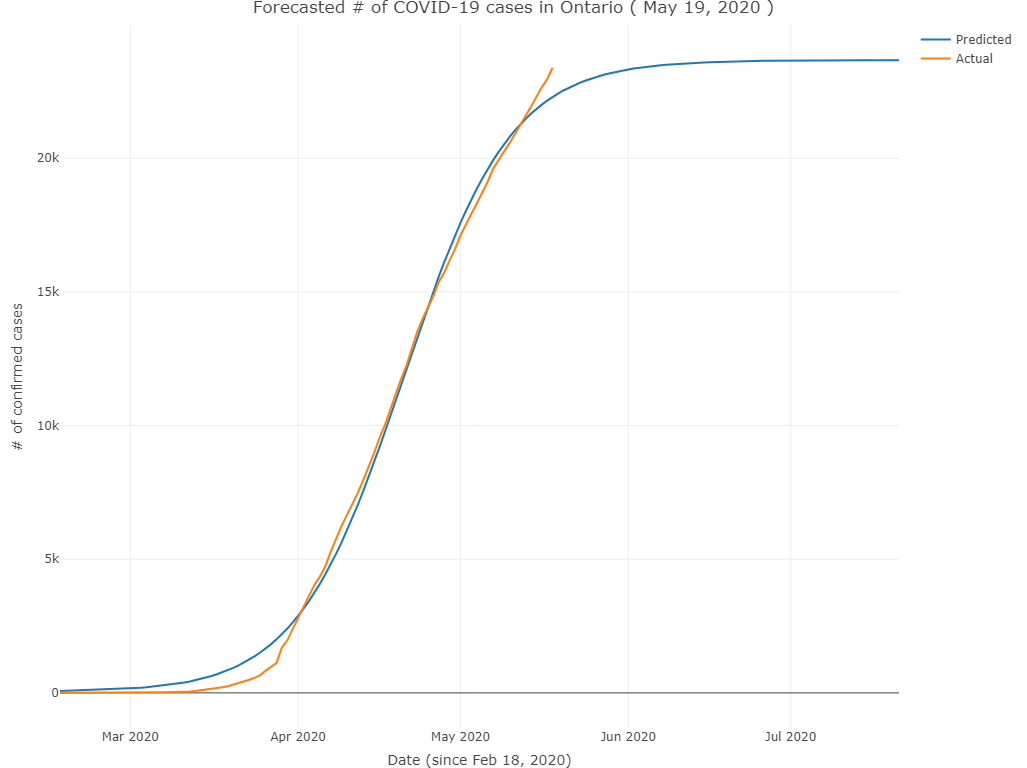 Forecasted # of COVID-19 cases in Ontario ( May 19, 2020 )
Predicted
Actual
20k
15k
10k
5k
0
# of confirmed cases
Mar 2020
Apr 2020
May 2020
Jun 2020
Jul 2020
Date (since Feb 18, 2020)